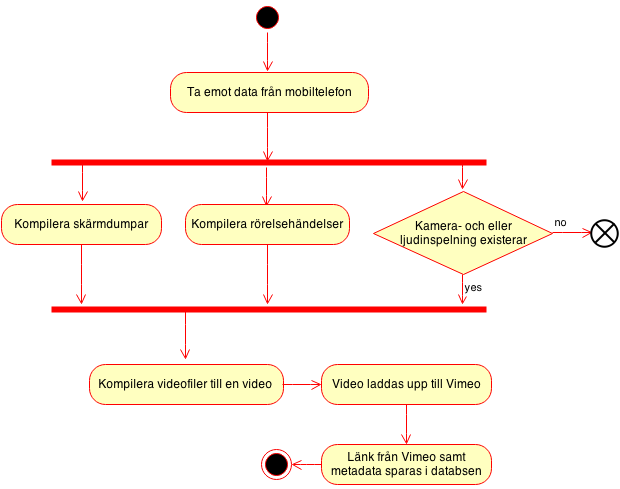 Ta emot data från mobiltelefon
Kompilera skärmdumpar
Kompilera rörelsehändelser
Kamera- och eller
ljudinspelning existerar
no
yes
Kompilera videofiler till en video
Video laddas upp till Vimeo
Länk från Vimeo samt
metadata sparas i databsen